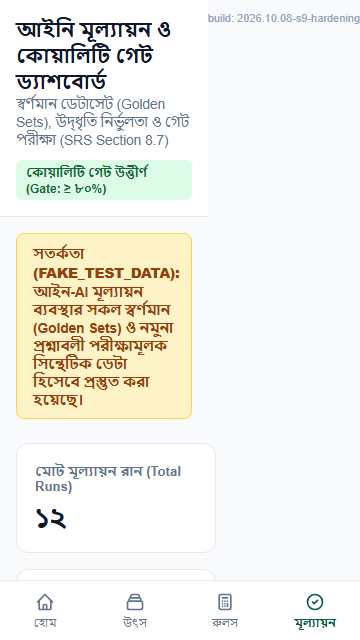 আইনি মূল্যায়ন ও
কোয়ালিটি গেট
ড্যাশবোর্ড
build: 2026.10.08-s9-hardening
স্বর্ণমান ডেটাসেট (Golden
Sets), উদ্ধৃতি নির্ভুলতা ও গেট
পরীক্ষা (SRS Section 8.7)
কোয়ালিটি গেট উত্তীর্ণ
(Gate: ≥ ৮০%)
সতর্কতা
(FAKE_TEST_DATA):
আইন-AI মূল্যায়ন
ব্যবস্থার সকল স্বর্ণমান
(Golden Sets) ও নমুনা
প্রশ্নাবলী পরীক্ষামূলক
সিন্থেটিক ডেটা
হিসেবে প্রস্তুত করা
হয়েছে।
মোট মূল্যায়ন রান (Total
Runs)
১২
হোম
উৎস
রুলস
মূল্যায়ন